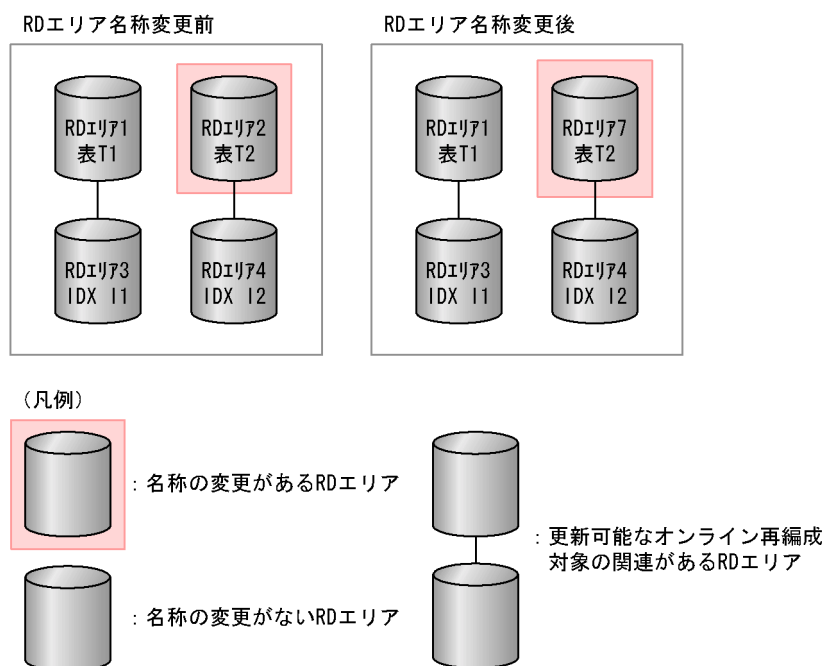 RDエリア名称変更前
RDエリア名称変更後
RDエリア1
表T1
RDエリア2
表T2
RDエリア1
表T1
RDエリア7
表T2
RDエリア3
IDX I1
RDエリア4
IDX I2
RDエリア3
IDX I1
RDエリア4
IDX I2
(凡例)
:名称の変更があるRDエリア
:更新可能なオンライン再編成
対象の関連があるRDエリア
:名称の変更がないRDエリア